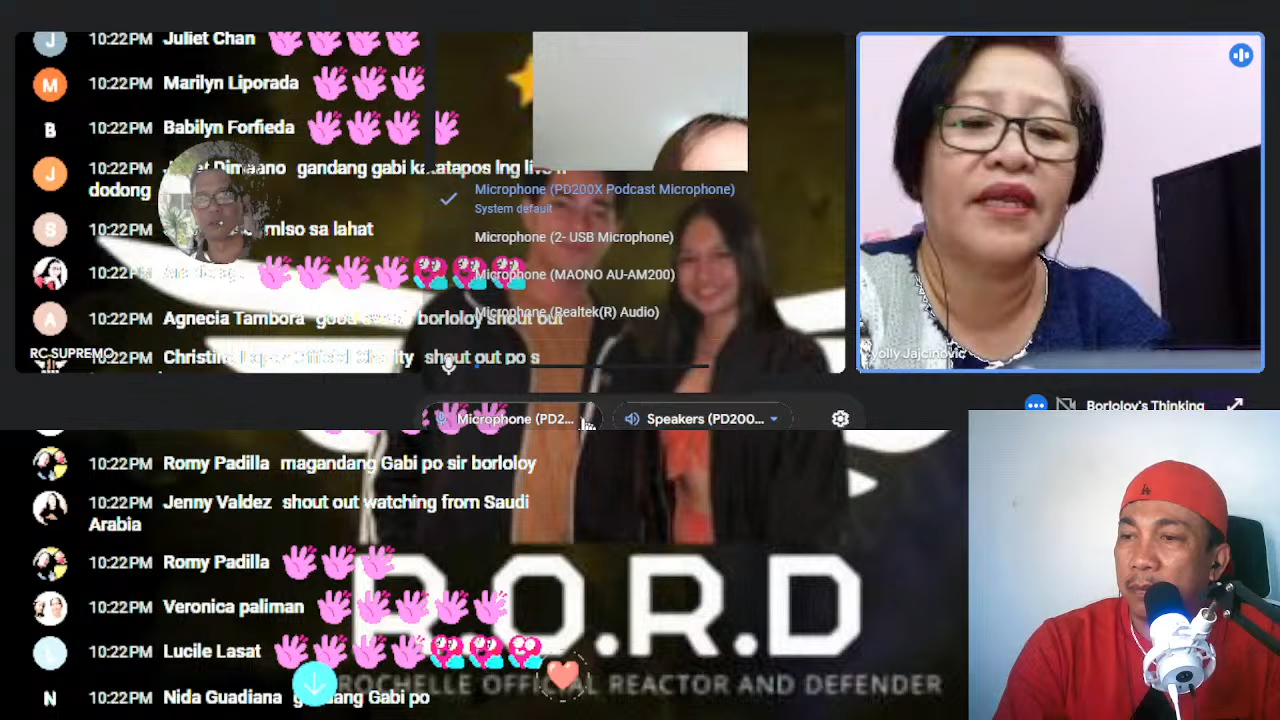 10:22PM Juliet Chan
10:22PM Marilyn Liporada
M
B
10:22PM Babilyn Forfieda
J
10:22PM gandang gabi
dodong
sa lahat
10:22
A
10:22PM Agnecia Tambora
borloloy shout out
RC SUPREMO
:22PM
shout out po s
Microphone (PD200X Podcast Microphone)
System default
Microphone (2- USB Microphone)
Microphone (MAONO AU-AM200)
Microphone (Realtek(R) Audio)
yolly Jajcinovic
Microphone (PD2...
Speakers (PD200...
Borloloy's Thinking
10:22PM Romy Padilla magandang Gabi po sir borloloy
10:22PM Jenny Valdez shout out watching from Saudi
Arabia
10:22PM Romy Padilla
10:22PM Veronica paliman
L
10:22PM Lucile Lasat
N
10:22PM Nida Guadiana Gabi po
R.O.R.D
ROCHELLE OFFICIAL REACTOR AND DEFENDER